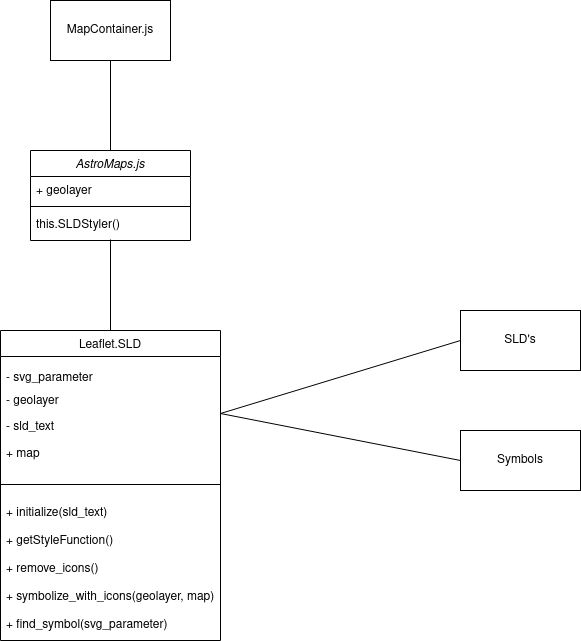 MapContainer.js
AstroMaps.js
+ geolayer
this.SLDStyler()
Leaflet.SLD
- svg_parameter
- geolayer
- sld_text
+ map
+ initialize(sld_text)
+ getStyleFunction()
+ remove_icons()
+ symbolize_with_icons(geolayer, map)
+ find_symbol(svg_parameter)
SLD's
Symbols